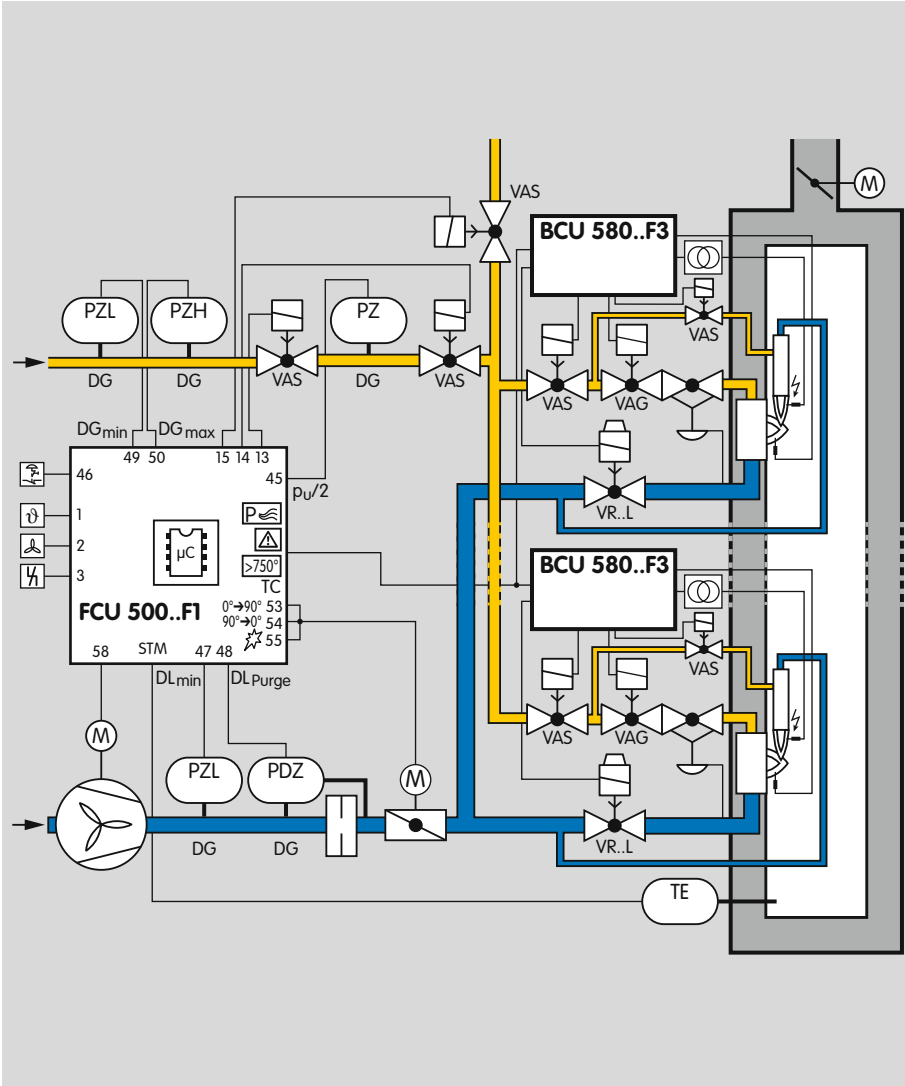 M
VAS
BCU 580..F3
PZL
PZH
PZ
VAS
DG
DG
VAS
DG
VAS
VAS
VAG
DGmin
DGmax
49
50
15
14
13
46
45
pu/2
ϑ
1
P
VR..L
2
µC
>750°
BCU 580..F3
3
TC
FCU 500..F1
0°→90° 53
90°→0° 54
55
58
STM
47
48
VAS
DLmin
DLPurge
M
VAS
VAG
PZL
PDZ
M
DG
DG
VR..L
TE